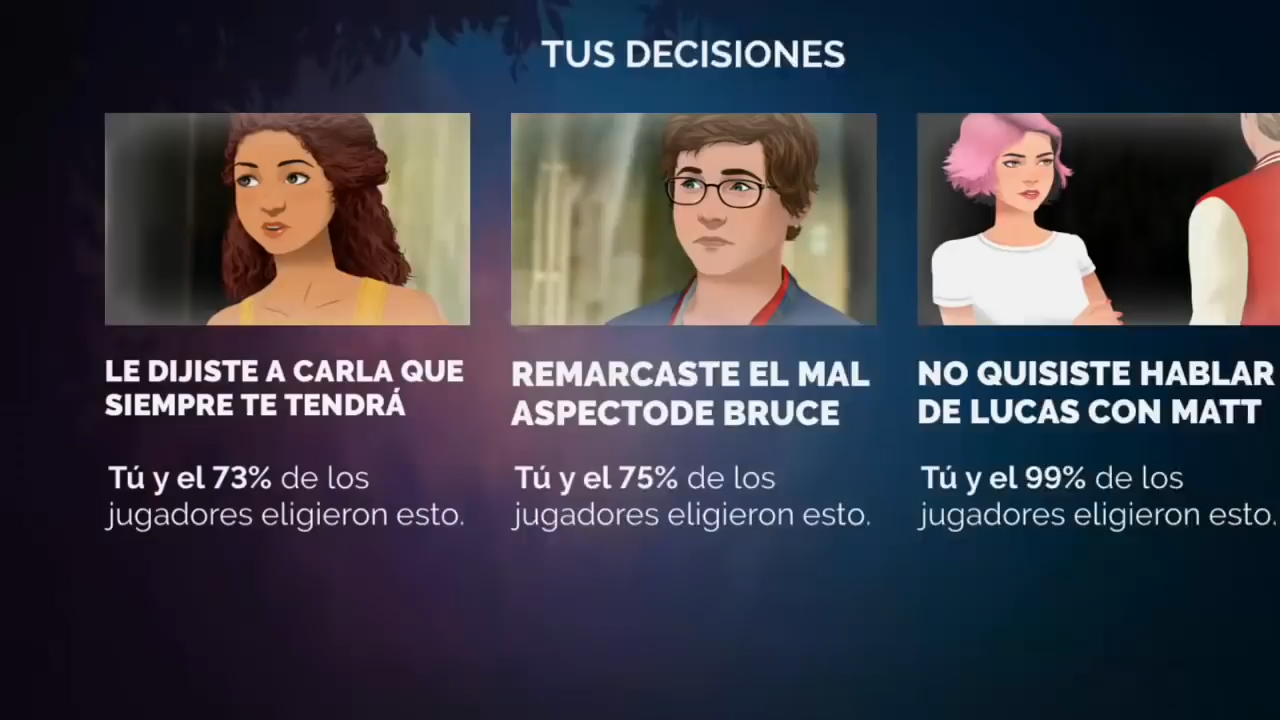 TUS DECISIONES
LE DIJISTE A CARLA QUE
SIEMPRE TE TENDRÁ
Tú y el 73% de los
jugadores eligieron esto.
REMARCASTE EL MAL
ASPECTODE BRUCE
Tú y el 75% de los
jugadores eligieron esto.
NO QUISISTE HABLAR
DE LUCAS CON MATT
Tú y el 99% de los
jugadores eligieron esto.